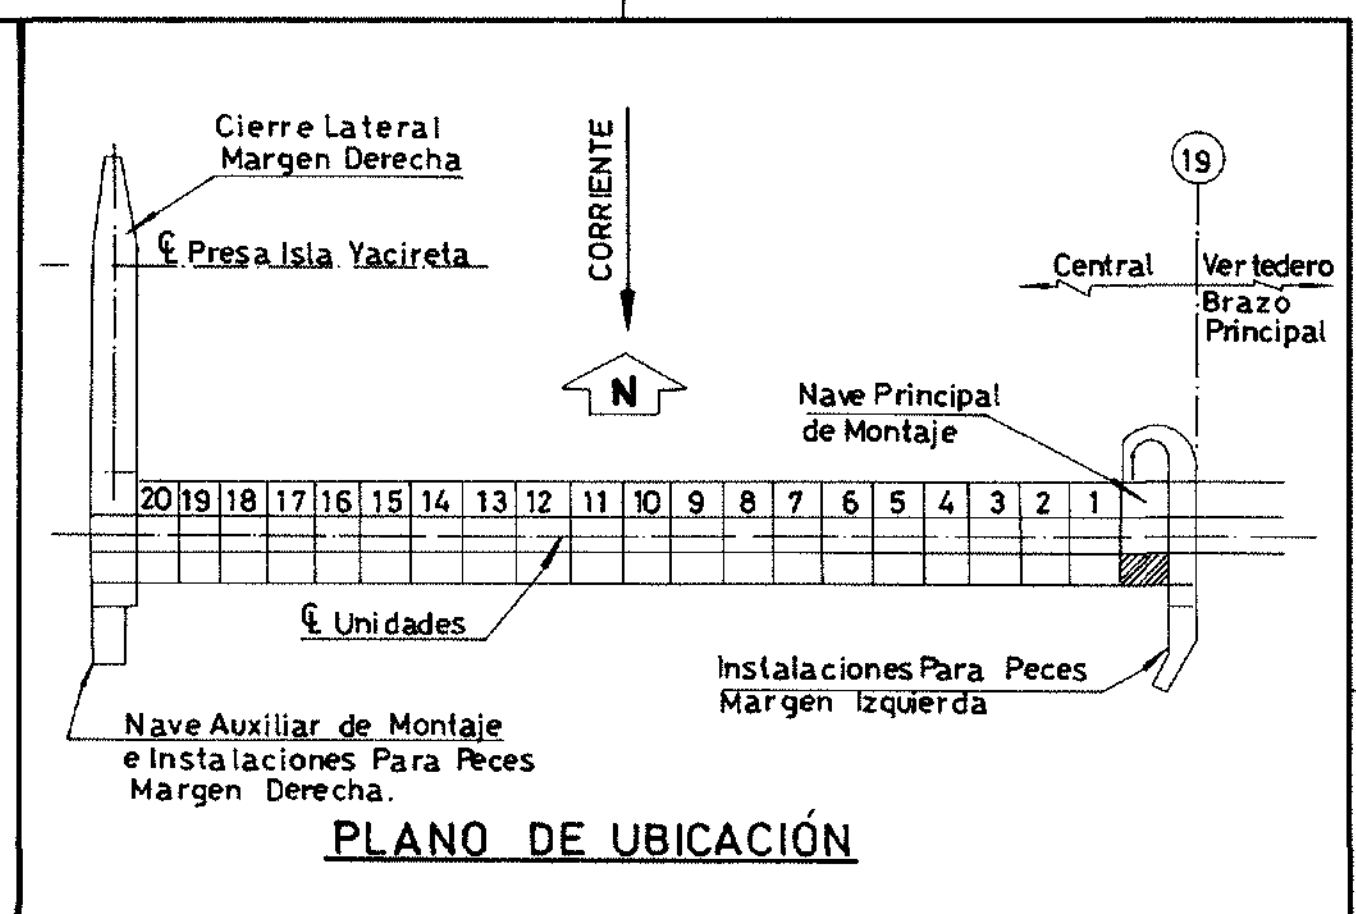 Cierre Lateral
Margen Derecha
℄ Presa Isla Yacireta
CORRIENTE
N
19
Central
Vertedero
Brazo
Principal
Nave Principal
de Montaje
20 19 18 17 16 15 14 13 12 11 10 9 8 7 6 5 4 3 2 1
℄ Unidades
Instalaciones Para Peces
Margen Izquierda
Nave Auxiliar de Montaje
e Instalaciones Para Peces
Margen Derecha.
PLANO DE UBICACIÓN